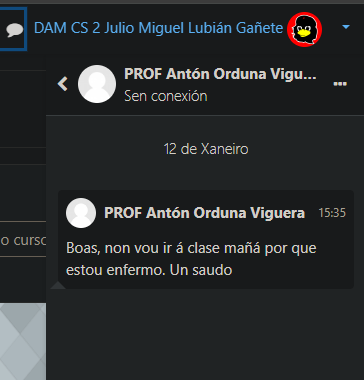 DAM CS 2 Julio Miguel Lubián Gañete
PROF Antón Orduna Vigu...
Sen conexión
12 de Xaneiro
PROF Antón Orduna Viguera 15:35
Boas, non vou ir á clase mañá por que
estou enfermo. Un saudo
o curso